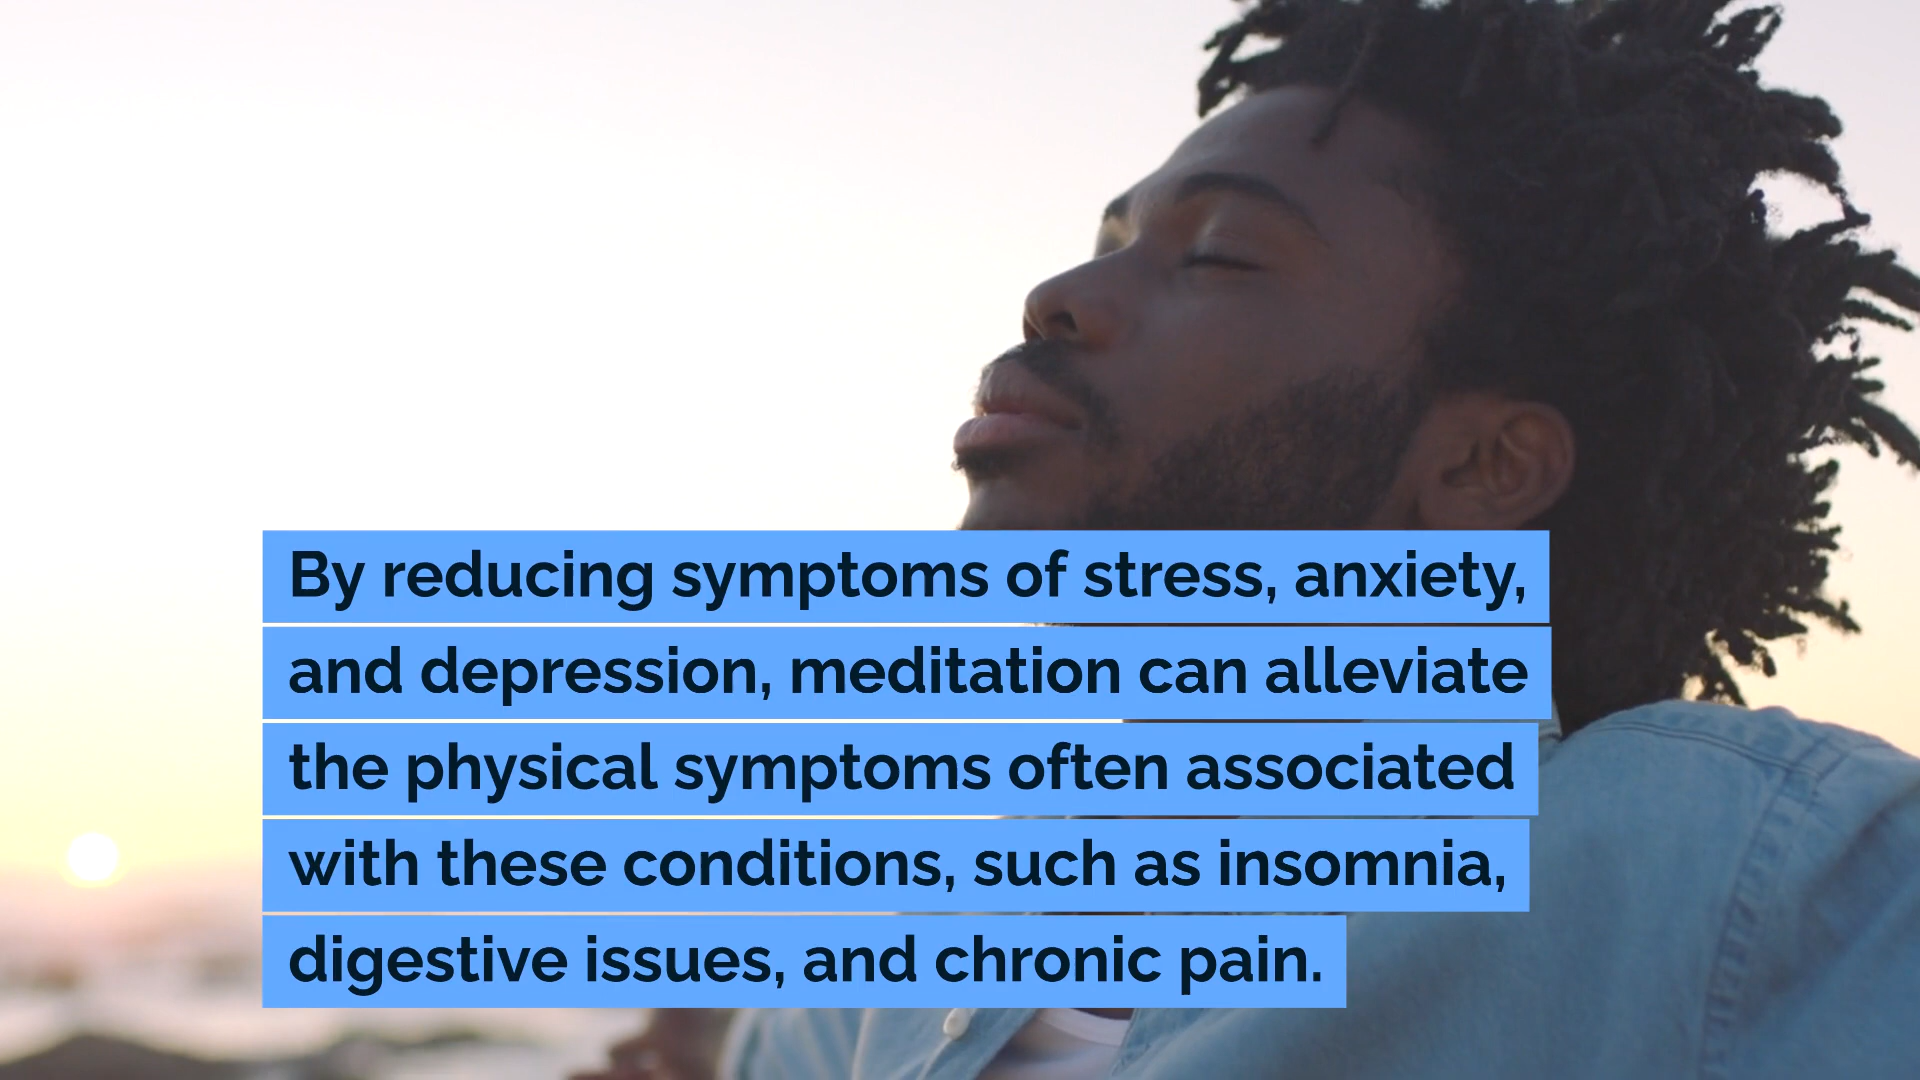 By reducing symptoms of stress, anxiety,
and depression, meditation can alleviate
the physical symptoms often associated
with these conditions, such as insomnia,
digestive issues, and chronic pain.